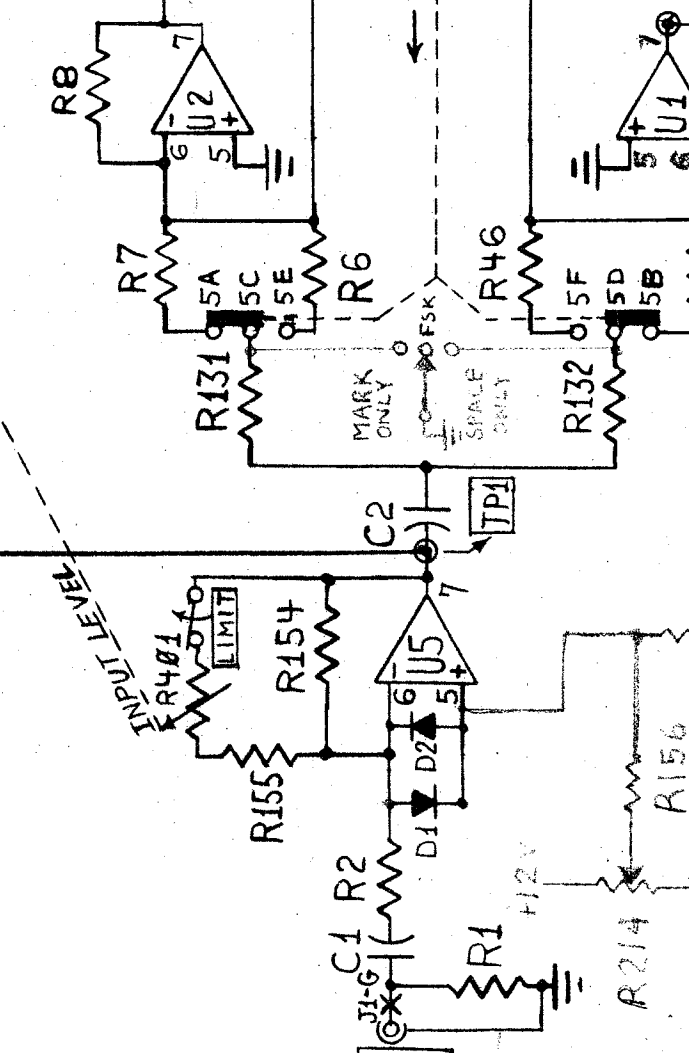 R8
7
U2
-
+
6
5
7
U1
+
5
6
R7
5A
5C
5E
R6
R46
5F
5D
5B
FSK
R131
MARK
ONLY
SPACE
ONLY
R132
C2
TP1
INPUT LEVEL
R401
LIMIT
R154
7
U5
-
+
6
5
D2
R155
D1
R156
R2
+12V
C1
R214
J1-G
R1